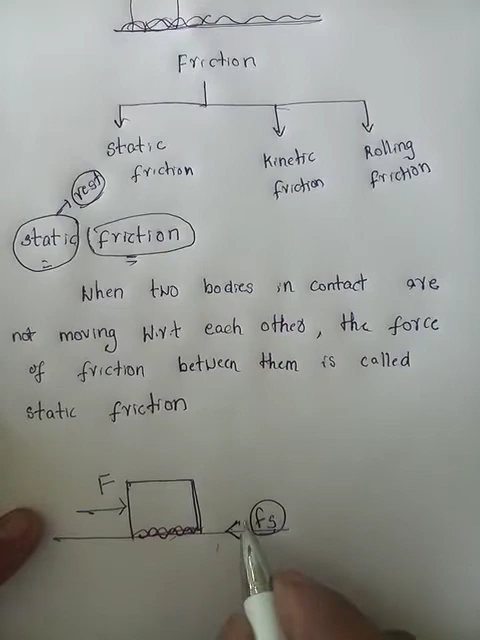 Friction
Static friction
Kinetic friction
Rolling friction
rest
static friction
When two bodies in contact are
not moving W.r.t each other, the force
of friction between them is called
static friction
F
fs